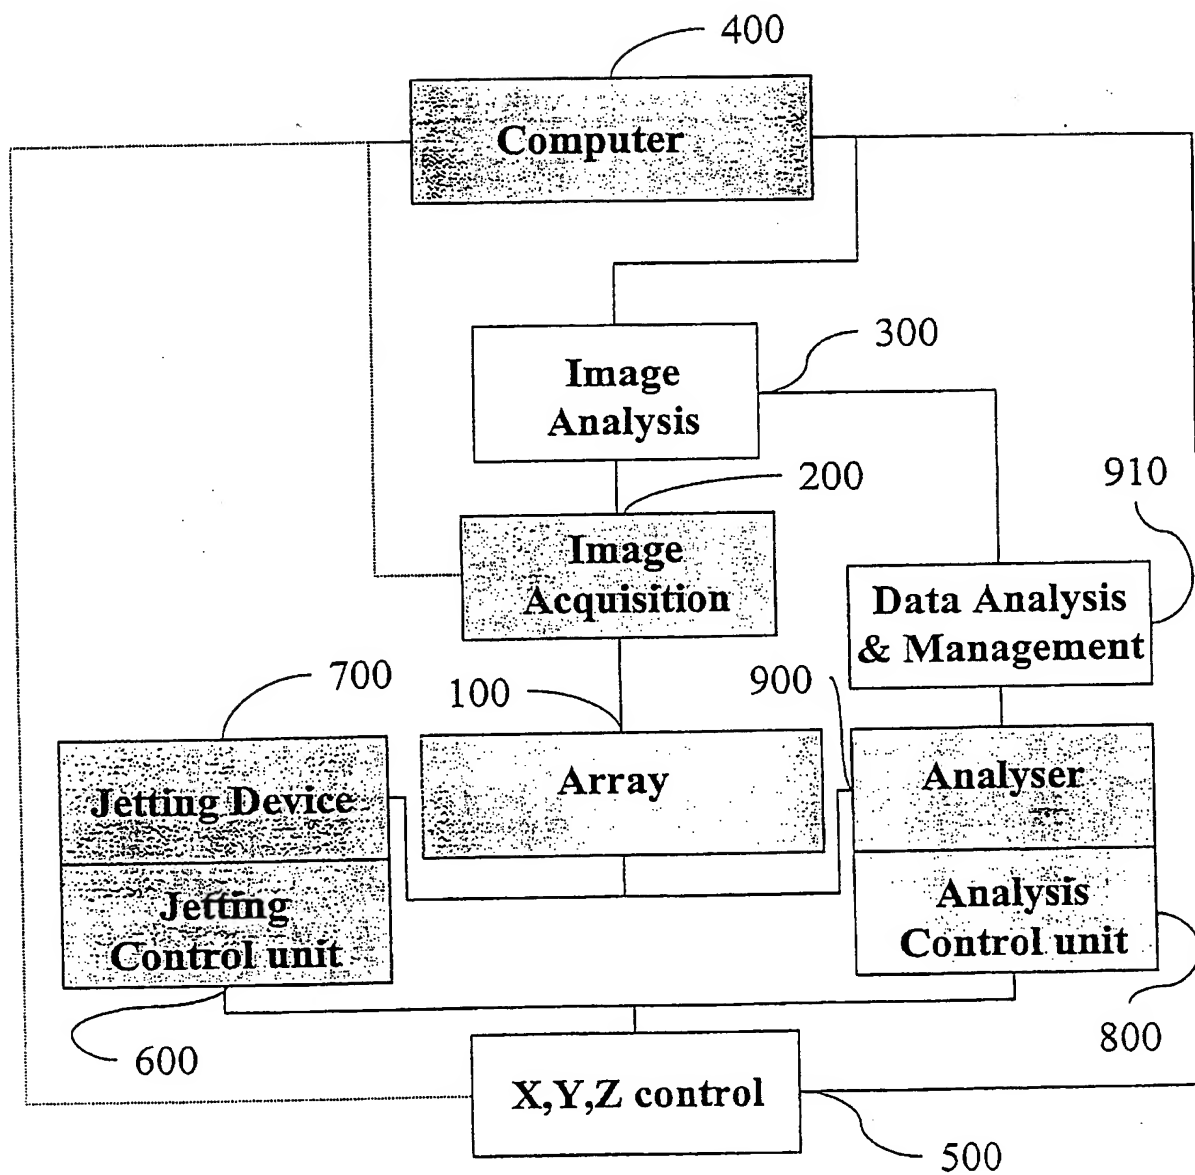 400
Computer
300
Image
Analysis
200
910
Image
Acquisition
Data Analysis
& Management
700
100
900
Jetting Device
Array
Analyser
Jetting
Control unit
Analysis
Control unit
600
800
X,Y,Z control
500